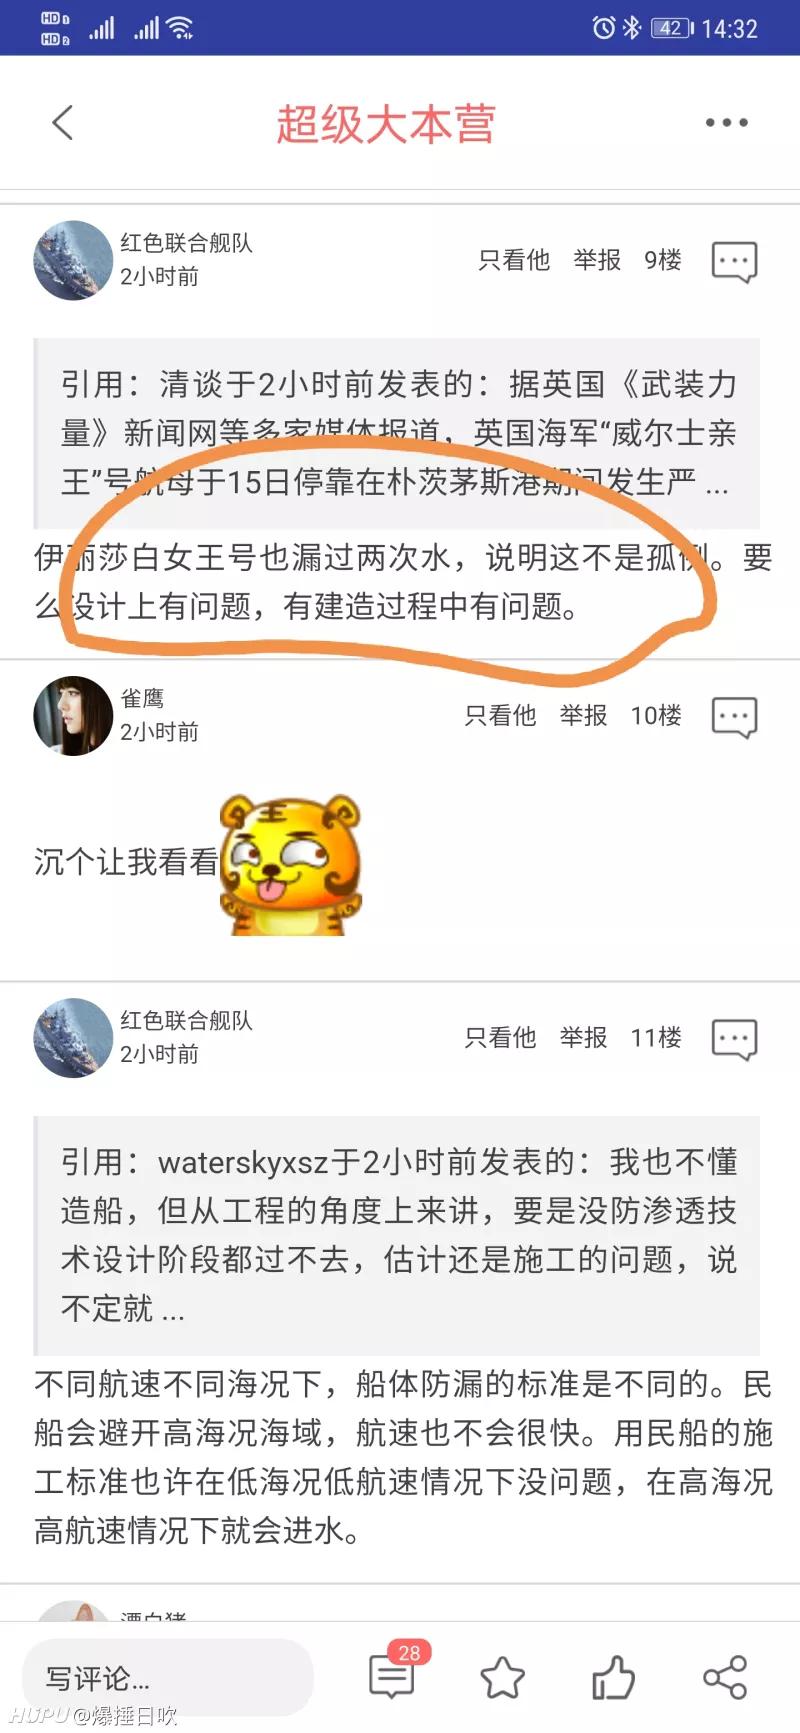 HD 1
HD 2
42
14:32
超级大本营
红色联合舰队
2小时前
只看他 举报 9楼
引用：清谈于2小时前发表的：据英国《武装力
量》新闻网等多家媒体报道，英国海军“威尔士亲
王”号航母于15日停靠在朴茨茅斯港期间发生严 ...
伊丽莎白女王号也漏过两次水，说明这不是孤例。要
么设计上有问题，有建造过程中有问题。
雀鹰
2小时前
只看他 举报 10楼
沉个让我看看
王
红色联合舰队
2小时前
只看他 举报 11楼
引用：waterskyxsz于2小时前发表的：我也不懂
造船，但从工程的角度上来讲，要是没防渗透技
术设计阶段都过不去，估计还是施工的问题，说
不定就 ...
不同航速不同海况下，船体防漏的标准是不同的。民
船会避开高海况海域，航速也不会很快。用民船的施
工标准也许在低海况低航速情况下没问题，在高海况
高航速情况下就会进水。
漂白猪
写评论...
28
HUPU@爆捶日吹